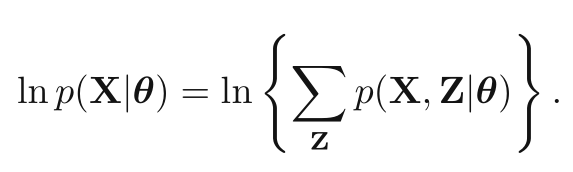 ln p(𝐗|𝛉) = ln { ∑_𝐙 p(𝐗, 𝐙|𝛉) } .